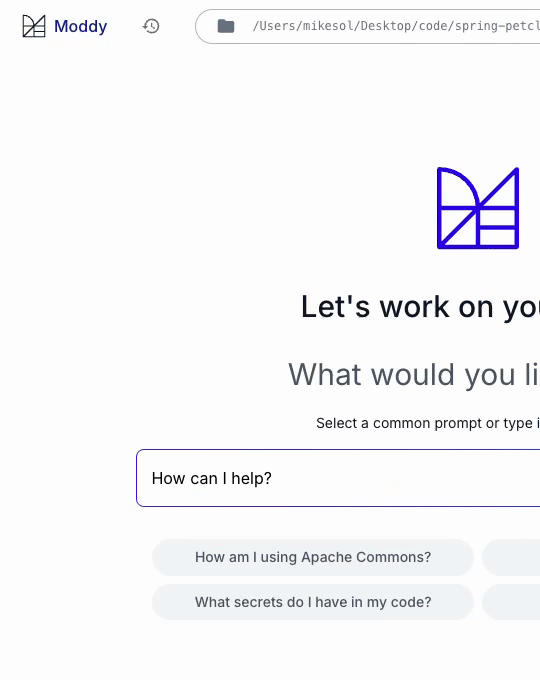 Moddy
/Users/mikesol/Desktop/code/spring-petcl
Let's work on you
What would you li
Select a common prompt or type i
How can I help?
How am I using Apache Commons?
What secrets do I have in my code?